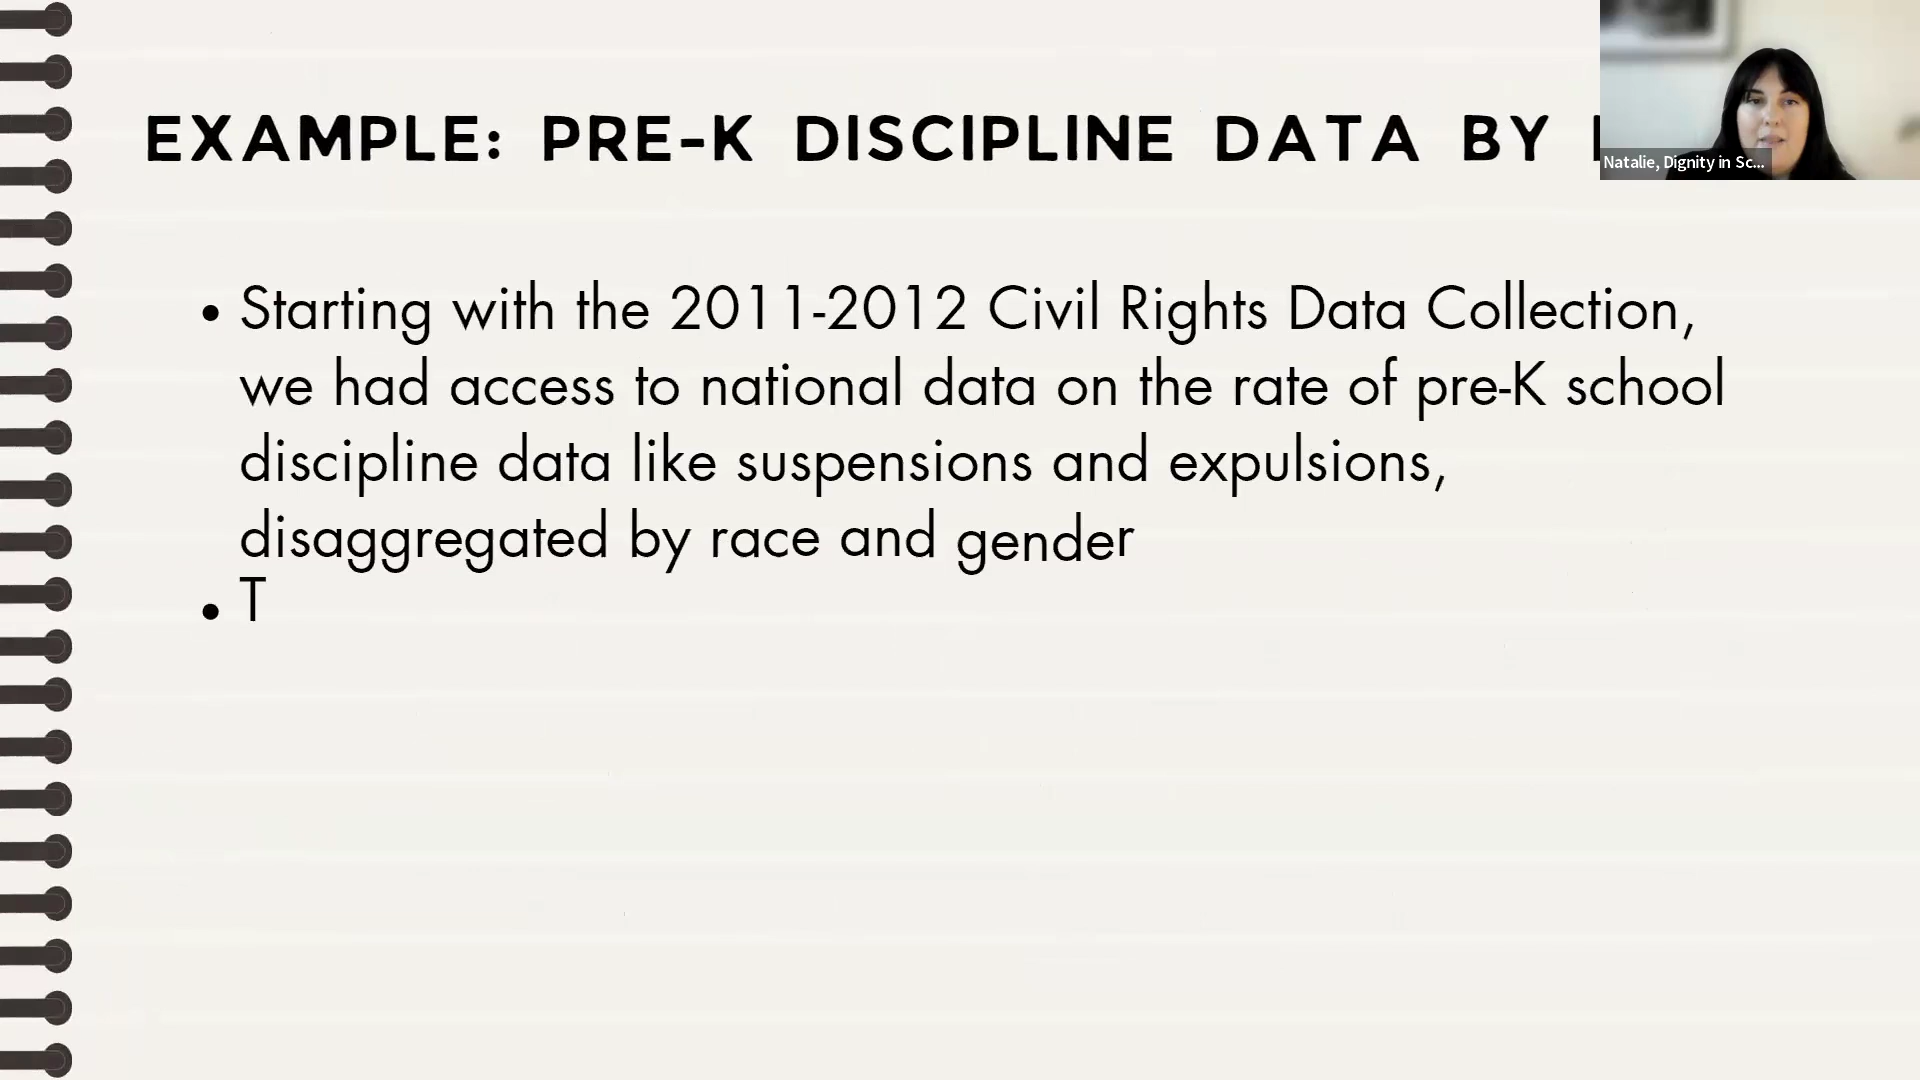 EXAMPLE: PRE-K DISCIPLINE DATA BY
Natalie, Dignity in Sc...
• Starting with the 2011-2012 Civil Rights Data Collection,
we had access to national data on the rate of pre-K school
discipline data like suspensions and expulsions,
disaggregated by race and gender
• T